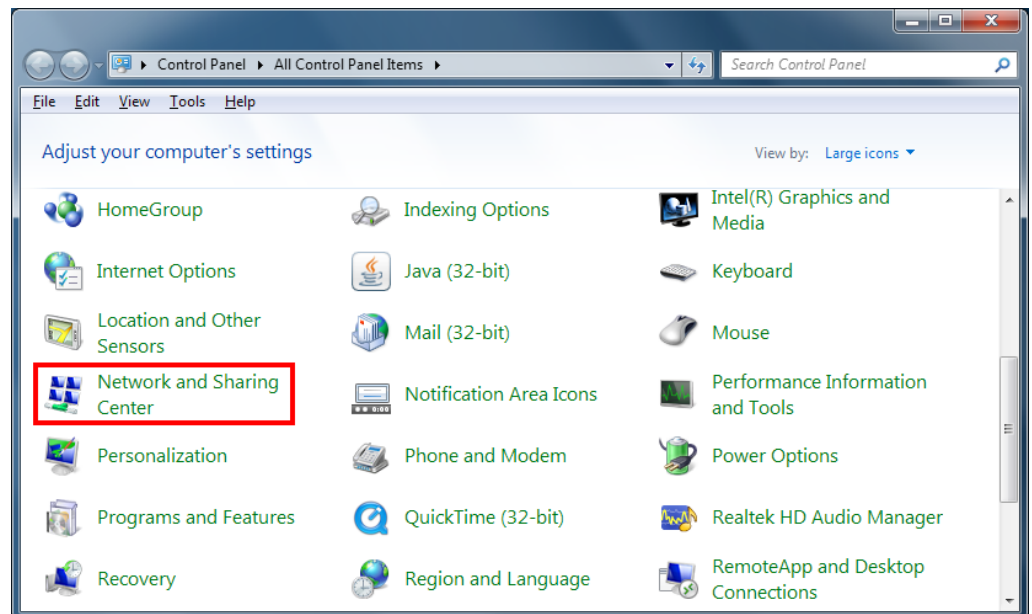 Control Panel All Control Panel Items Search Control Panel
File Edit View Tools Help
Adjust your computer's settings View by: Large icons
HomeGroup
Indexing Options
Intel(R) Graphics and
Media
Internet Options
Java (32-bit)
Keyboard
Location and Other
Sensors
Mail (32-bit)
Mouse
Network and Sharing
Center
Notification Area Icons
Performance Information
and Tools
Personalization
Phone and Modem
Power Options
Programs and Features
QuickTime (32-bit)
Realtek HD Audio Manager
Recovery
Region and Language
RemoteApp and Desktop
Connections